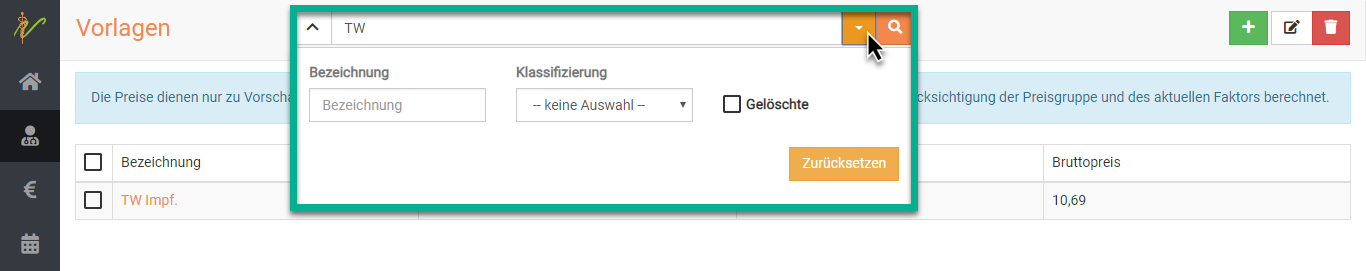 Vorlagen
TW
Bezeichnung
Klassifizierung
Bezeichnung
-- keine Auswahl --
Gelöschte
Zurücksetzen
Die Preise dienen nur zu Vorscha
cksichtigung der Preisgruppe und des aktuellen Faktors berechnet.
Bezeichnung
Bruttopreis
TW Impf.
10,69